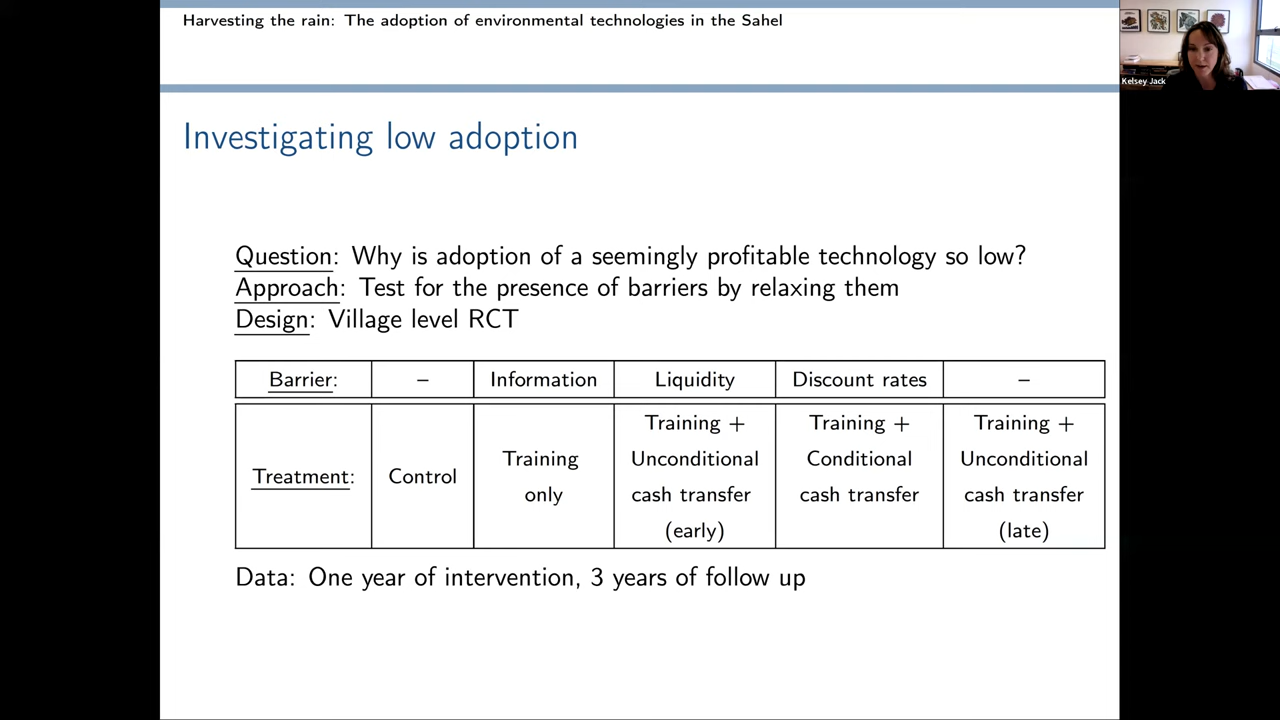 Harvesting the rain: The adoption of environmental technologies in the Sahel
Kelsey Jack
Investigating low adoption
Question: Why is adoption of a seemingly profitable technology so low?
Approach: Test for the presence of barriers by relaxing them
Design: Village level RCT
Barrier: – Information Liquidity Discount rates –
Treatment: Control
Training only
Training + Unconditional cash transfer (early)
Training + Conditional cash transfer
Training + Unconditional cash transfer (late)
Data: One year of intervention, 3 years of follow up